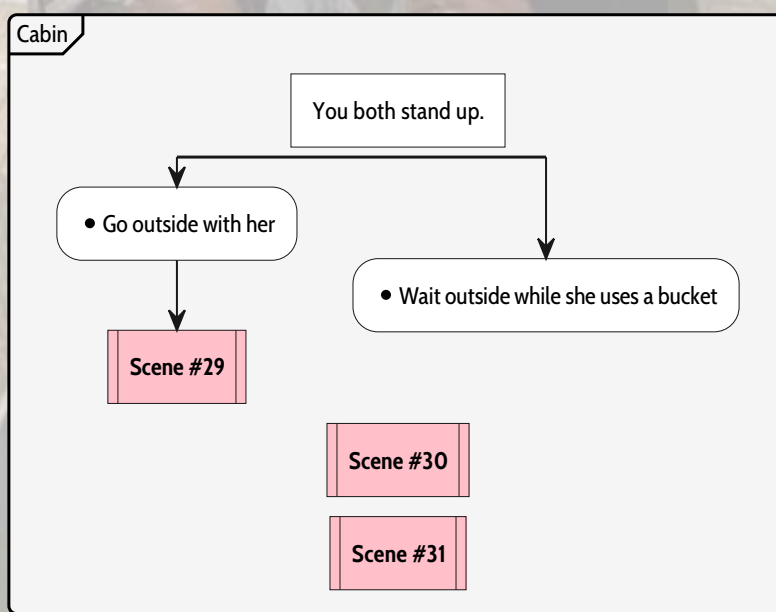 Cabin
You both stand up.
• Go outside with her
• Wait outside while she uses a bucket
Scene #29
Scene #30
Scene #31